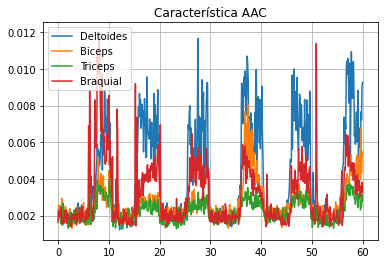 Característica AAC
0.012
0.010
0.008
0.006
0.004
0.002
Deltoides
Biceps
Triceps
Braquial
0 10 20 30 40 50 60